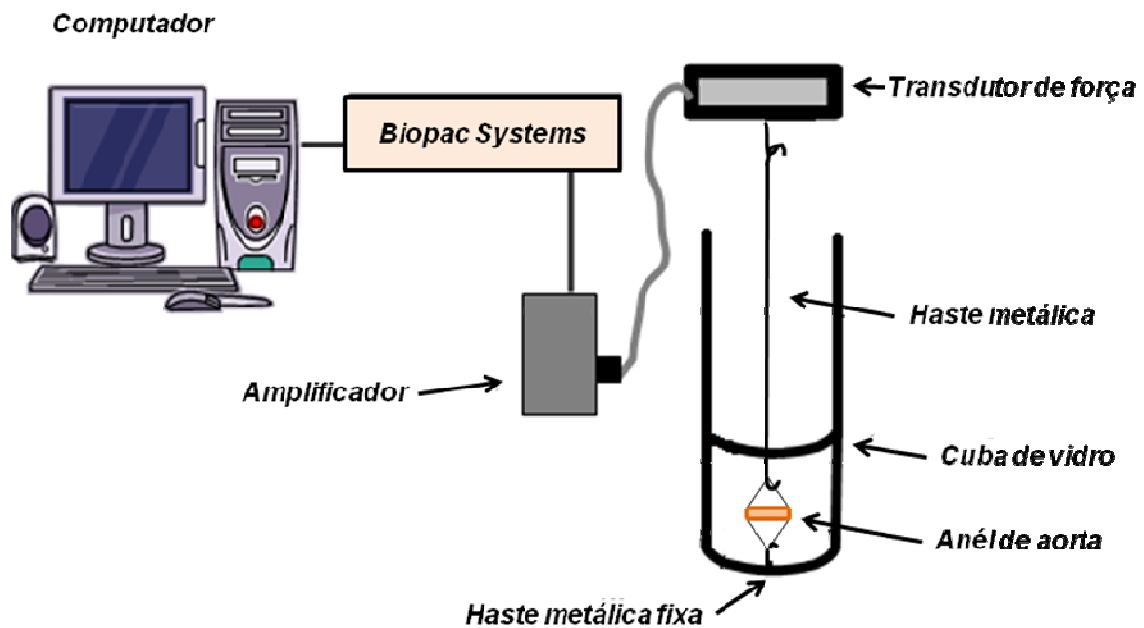 Computador
Biopac Systems
Transdutor de força
Haste metálica
Amplificador
Cuba de vidro
Anél de aorta
Haste metálica fixa